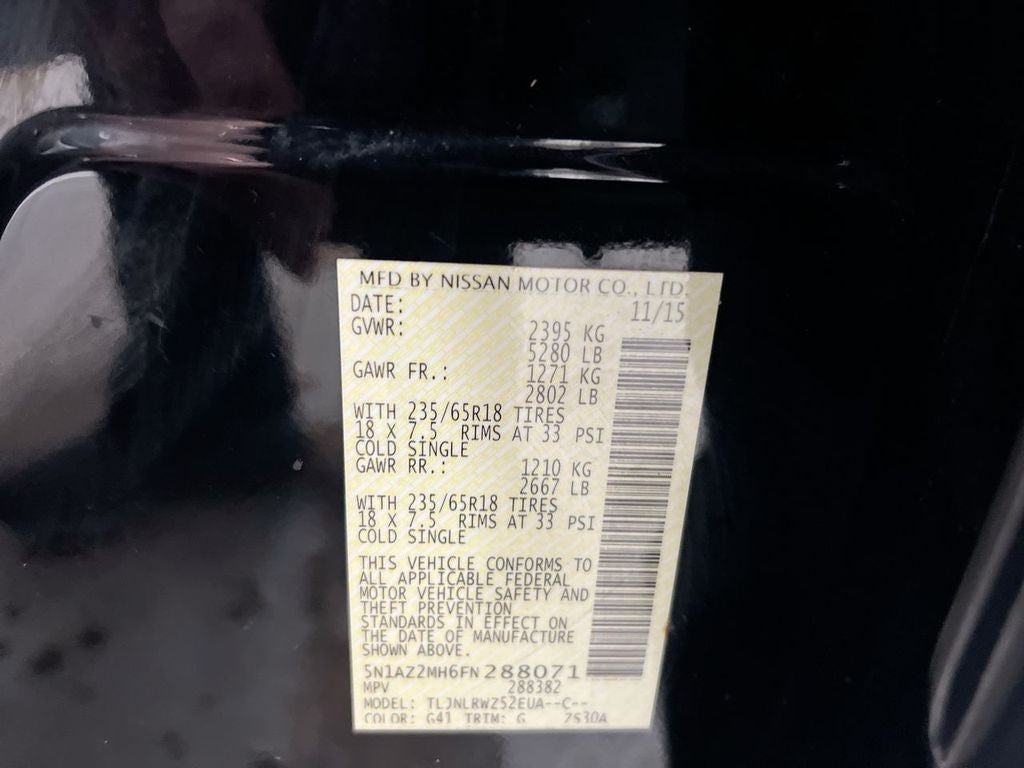 MFD BY NISSAN MOTOR CO., LTD.
DATE: 11/15
GVWR: 2395 KG
5280 LB
GAWR FR.: 1271 KG
2802 LB
WITH 235/65R18 TIRES
18 X 7.5 RIMS AT 33 PSI
COLD SINGLE
GAWR RR.: 1210 KG
2667 LB
WITH 235/65R18 TIRES
18 X 7.5 RIMS AT 33 PSI
COLD SINGLE
THIS VEHICLE CONFORMS TO
ALL APPLICABLE FEDERAL
MOTOR VEHICLE SAFETY AND
THEFT PREVENTION
STANDARDS IN EFFECT ON
THE DATE OF MANUFACTURE
SHOWN ABOVE.
5N1AZ2MH6FN288071
MPV 288382
MODEL: TLJNLRWZ52EUA--C--
COLOR: G41 TRIM: G ZS30A